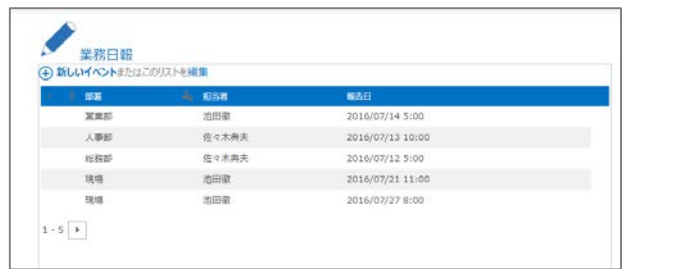 業務日報
新しいイベントまたはこのリストを編集
部署 担当者 報告日
営業部 池田徹 2016/07/14 5:00
人事部 佐々木典夫 2016/07/13 10:00
総務部 佐々木典夫 2016/07/12 5:00
現場 池田徹 2016/07/21 11:00
現場 池田徹 2016/07/27 8:00
1 - 5